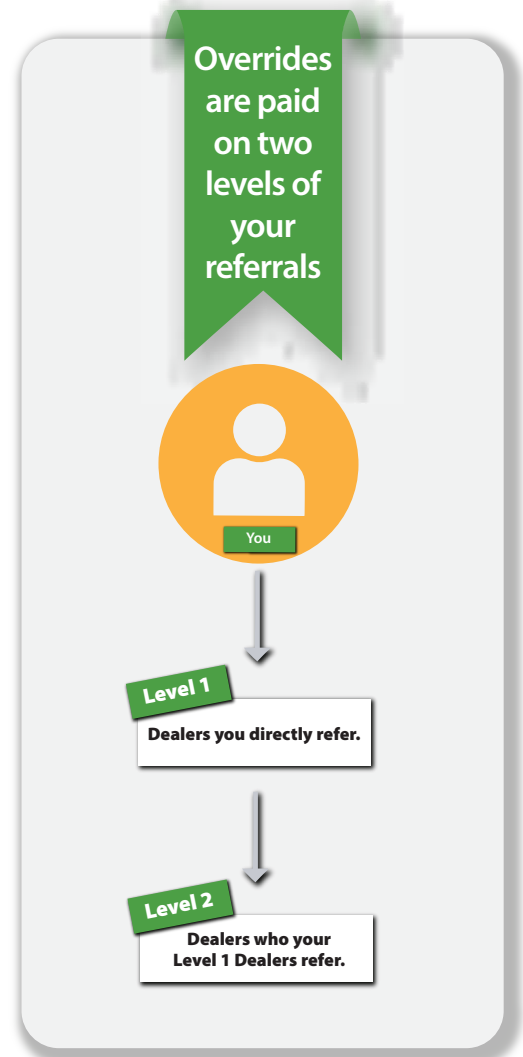 Overrides
are paid
on two
levels of
your
referrals
You
Level 1
Dealers you directly refer.
Level 2
Dealers who your
Level 1 Dealers refer.